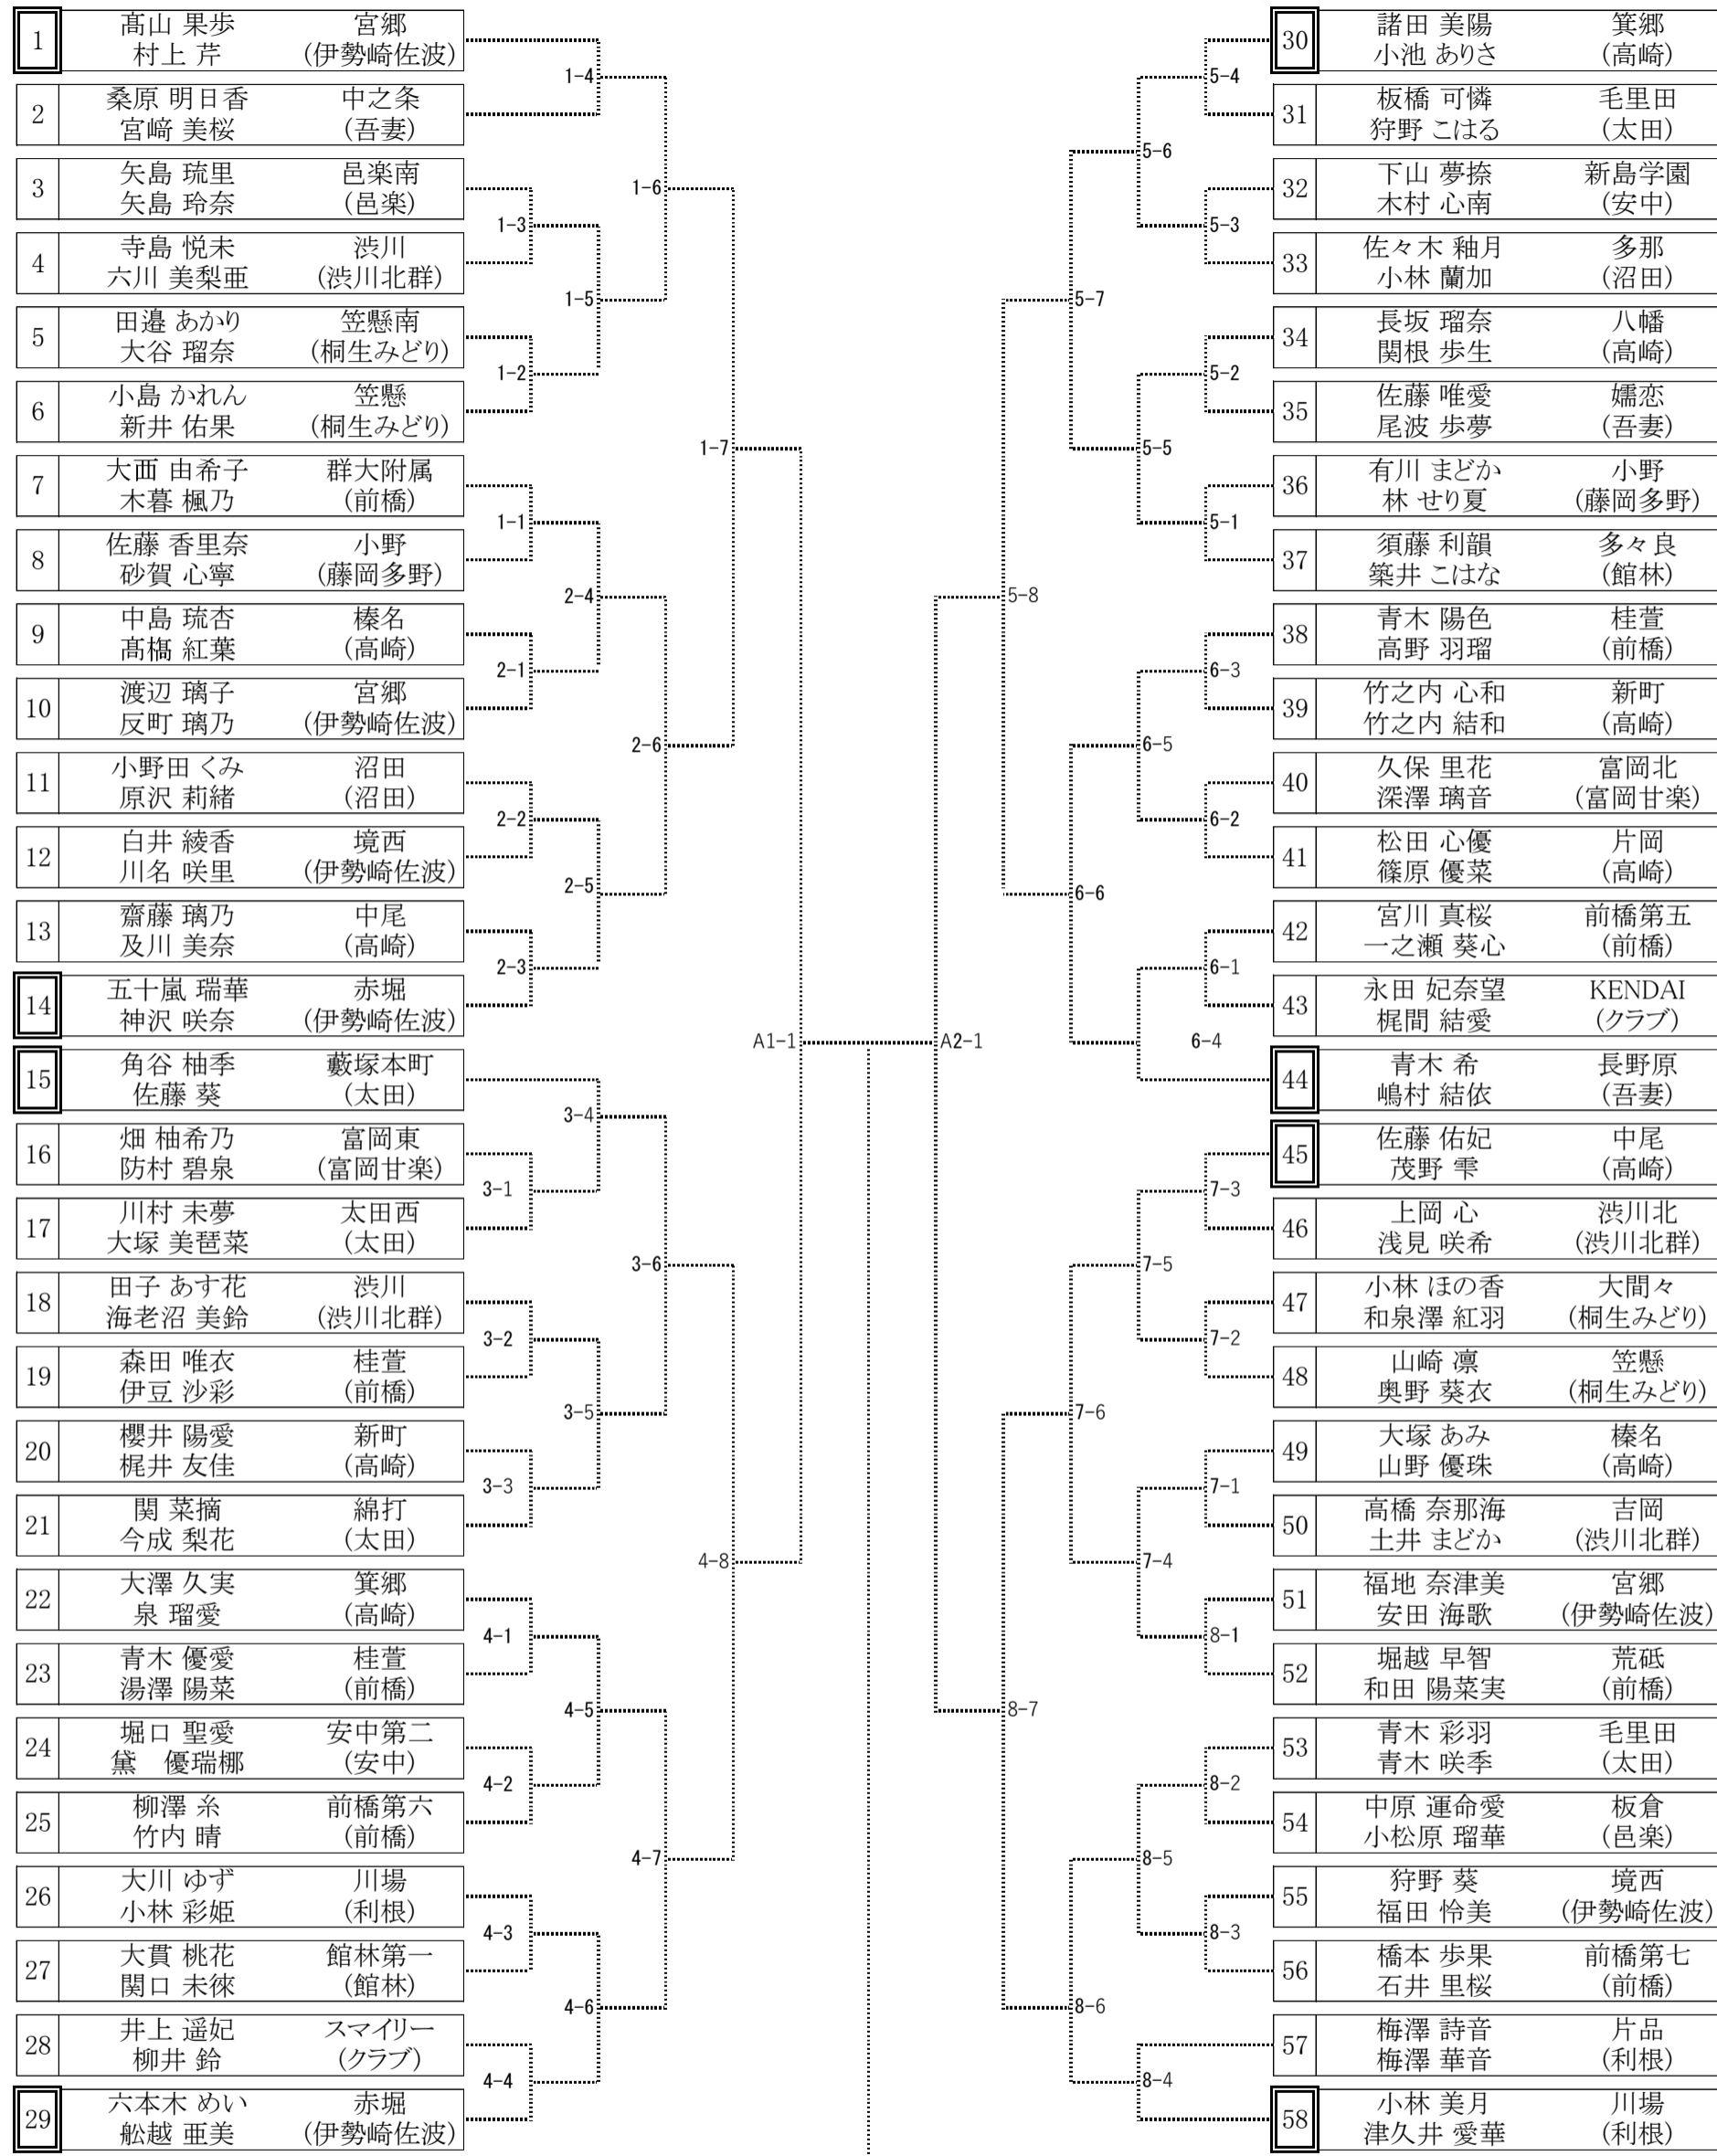 1 髙山 果歩 宮郷
村上 芹 (伊勢崎佐波)
2 桑原 明日香 中之条
宮﨑 美桜 (吾妻)
3 矢島 琉里 邑楽南
矢島 玲奈 (邑楽)
4 寺島 悦未 渋川
六川 美梨亜 (渋川北群)
5 田邉 あかり 笠懸南
大谷 瑠奈 (桐生みどり)
6 小島 かれん 笠懸
新井 佑果 (桐生みどり)
7 大西 由希子 群大附属
木暮 楓乃 (前橋)
8 佐藤 香里奈 小野
砂賀 心寧 (藤岡多野)
9 中島 琉杏 榛名
髙橋 紅葉 (高崎)
10 渡辺 璃子 宮郷
反町 璃乃 (伊勢崎佐波)
11 小野田 くみ 沼田
原沢 莉緒 (沼田)
12 白井 綾香 境西
川名 咲里 (伊勢崎佐波)
13 齋藤 璃乃 中尾
及川 美奈 (高崎)
14 五十嵐 瑞華 赤堀
神沢 咲奈 (伊勢崎佐波)
15 角谷 柚季 藪塚本町
佐藤 葵 (太田)
16 畑 柚希乃 富岡東
防村 碧泉 (富岡甘楽)
17 川村 未夢 太田西
大塚 美琶菜 (太田)
18 田子 あす花 渋川
海老沼 美鈴 (渋川北群)
19 森田 唯衣 桂萱
伊豆 沙彩 (前橋)
20 櫻井 陽愛 新町
梶井 友佳 (高崎)
21 関 菜摘 綿打
今成 梨花 (太田)
22 大澤 久実 箕郷
泉 瑠愛 (高崎)
23 青木 優愛 桂萱
湯澤 陽菜 (前橋)
24 堀口 聖愛 安中第二
黛 優瑞梛 (安中)
25 柳澤 糸 前橋第六
竹内 晴 (前橋)
26 大川 ゆず 川場
小林 彩姫 (利根)
27 大貫 桃花 館林第一
関口 未徠 (館林)
28 井上 遥妃 スマイリー
柳井 鈴 (クラブ)
29 六本木 めい 赤堀
舩越 亜美 (伊勢崎佐波)
1-4
1-6
1-3
1-5
1-2
1-7
1-1
2-4
2-1
2-6
2-2
2-5
2-3
A1-1
3-4
3-1
3-6
3-2
3-5
3-3
4-8
4-1
4-5
4-2
4-7
4-3
4-6
4-4
5-4
5-6
5-3
5-7
5-2
5-5
5-1
5-8
6-3
6-5
6-2
6-6
6-1
A2-1
6-4
7-3
7-5
7-2
7-6
7-1
7-4
8-1
8-7
8-2
8-5
8-3
8-6
8-4
30 諸田 美陽 箕郷
小池 ありさ (高崎)
31 板橋 可憐 毛里田
狩野 こはる (太田)
32 下山 夢捺 新島学園
木村 心南 (安中)
33 佐々木 釉月 多那
小林 蘭加 (沼田)
34 長坂 瑠奈 八幡
関根 歩生 (高崎)
35 佐藤 唯愛 嬬恋
尾波 歩夢 (吾妻)
36 有川 まどか 小野
林 せり夏 (藤岡多野)
37 須藤 利韻 多々良
築井 こはな (館林)
38 青木 陽色 桂萱
高野 羽瑠 (前橋)
39 竹之内 心和 新町
竹之内 結和 (高崎)
40 久保 里花 富岡北
深澤 璃音 (富岡甘楽)
41 松田 心優 片岡
篠原 優菜 (高崎)
42 宮川 真桜 前橋第五
一之瀬 葵心 (前橋)
43 永田 妃奈望 KENDAI
梶間 結愛 (クラブ)
44 青木 希 長野原
嶋村 結依 (吾妻)
45 佐藤 佑妃 中尾
茂野 雫 (高崎)
46 上岡 心 渋川北
浅見 咲希 (渋川北群)
47 小林 ほの香 大間々
和泉澤 紅羽 (桐生みどり)
48 山崎 凛 笠懸
奥野 葵衣 (桐生みどり)
49 大塚 あみ 榛名
山野 優珠 (高崎)
50 高橋 奈那海 吉岡
土井 まどか (渋川北群)
51 福地 奈津美 宮郷
安田 海歌 (伊勢崎佐波)
52 堀越 早智 荒砥
和田 陽菜実 (前橋)
53 青木 彩羽 毛里田
青木 咲季 (太田)
54 中原 運命愛 板倉
小松原 瑠華 (邑楽)
55 狩野 葵 境西
福田 怜美 (伊勢崎佐波)
56 橋本 歩果 前橋第七
石井 里桜 (前橋)
57 梅澤 詩音 片品
梅澤 華音 (利根)
58 小林 美月 川場
津久井 愛華 (利根)